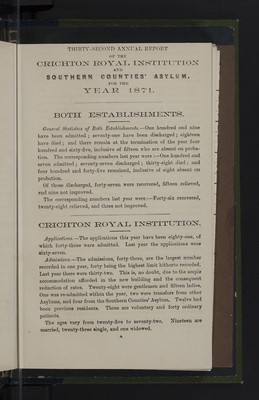 THIRTY-SECOND ANNUAL REPORT
OF THE
CRICHTON ROYAL INSTITUTION
AND
SOUTHERN COUNTIES' ASYLUM,
FOR THE
YEAR 1871.
BOTH ESTABLISHMENTS.
General Statistics of Both Establishments.—One hundred and nine
have been admitted; seventy-one have been discharged; eighteen
have died; and there remain at the termination of the year four
hundred and sixty-five, inclusive of fifteen who are absent on proba-
tion. The corresponding numbers last year were:—One hundred and
seven admitted; seventy-seven discharged; thirty-eight died; and
four hundred and forty-five remained, inclusive of eight absent on
probation.
Of those discharged, forty-seven were recovered, fifteen relieved,
and nine not improved.
The corresponding numbers last year were:—Forty-six recovered,
twenty-eight relieved, and three not improved.
CRICHTON ROYAL INSTITUTION.
Applications.—The applications this year have been eighty-one, of
which forty-three were admitted. Last year the applications were
sixty-seven.
Admissions.—The admissions, forty-three, are the largest number
recorded in one year, forty being the highest limit hitherto recorded.
Last year there were thirty-two. This is, no doubt, due to the ample
accommodation afforded in the new building and the consequent
reduction of rates. Twenty-eight were gentlemen and fifteen ladies.
One was re-admitted within the year, two were transfers from other
Asylums, and four from the Southern Counties' Asylum. Twelve had
been previous residents. Three are voluntary and forty ordinary
patients.
The ages vary from twenty-five to seventy-two. Nineteen are
married, twenty-three single, and one widowed.